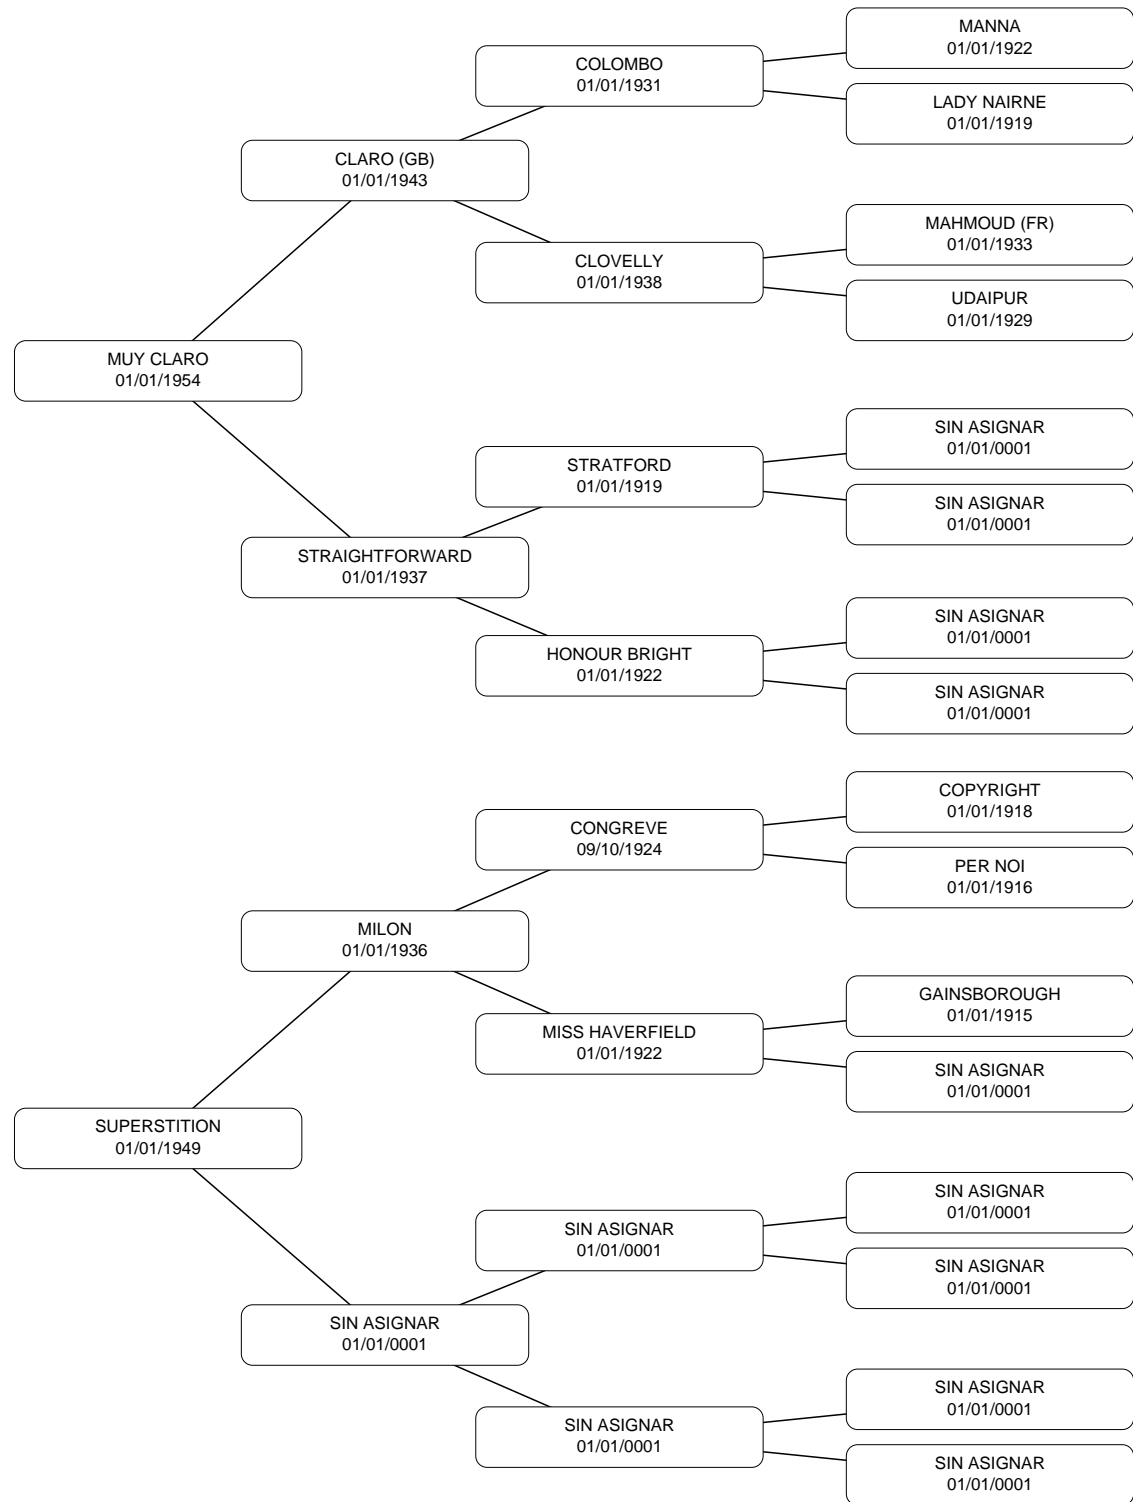 MANNA
01/01/1922
COLOMBO
01/01/1931
LADY NAIRNE
01/01/1919
CLARO (GB)
01/01/1943
MAHMOUD (FR)
01/01/1933
CLOVELLY
01/01/1938
UDAIPUR
01/01/1929
MUY CLARO
01/01/1954
SIN ASIGNAR
01/01/0001
STRATFORD
01/01/1919
SIN ASIGNAR
01/01/0001
STRAIGHTFORWARD
01/01/1937
SIN ASIGNAR
01/01/0001
HONOUR BRIGHT
01/01/1922
SIN ASIGNAR
01/01/0001
COPYRIGHT
01/01/1918
CONGREVE
09/10/1924
PER NOI
01/01/1916
MILON
01/01/1936
GAINSBOROUGH
01/01/1915
MISS HAVERFIELD
01/01/1922
SIN ASIGNAR
01/01/0001
SUPERSTITION
01/01/1949
SIN ASIGNAR
01/01/0001
SIN ASIGNAR
01/01/0001
SIN ASIGNAR
01/01/0001
SIN ASIGNAR
01/01/0001
SIN ASIGNAR
01/01/0001
SIN ASIGNAR
01/01/0001
SIN ASIGNAR
01/01/0001